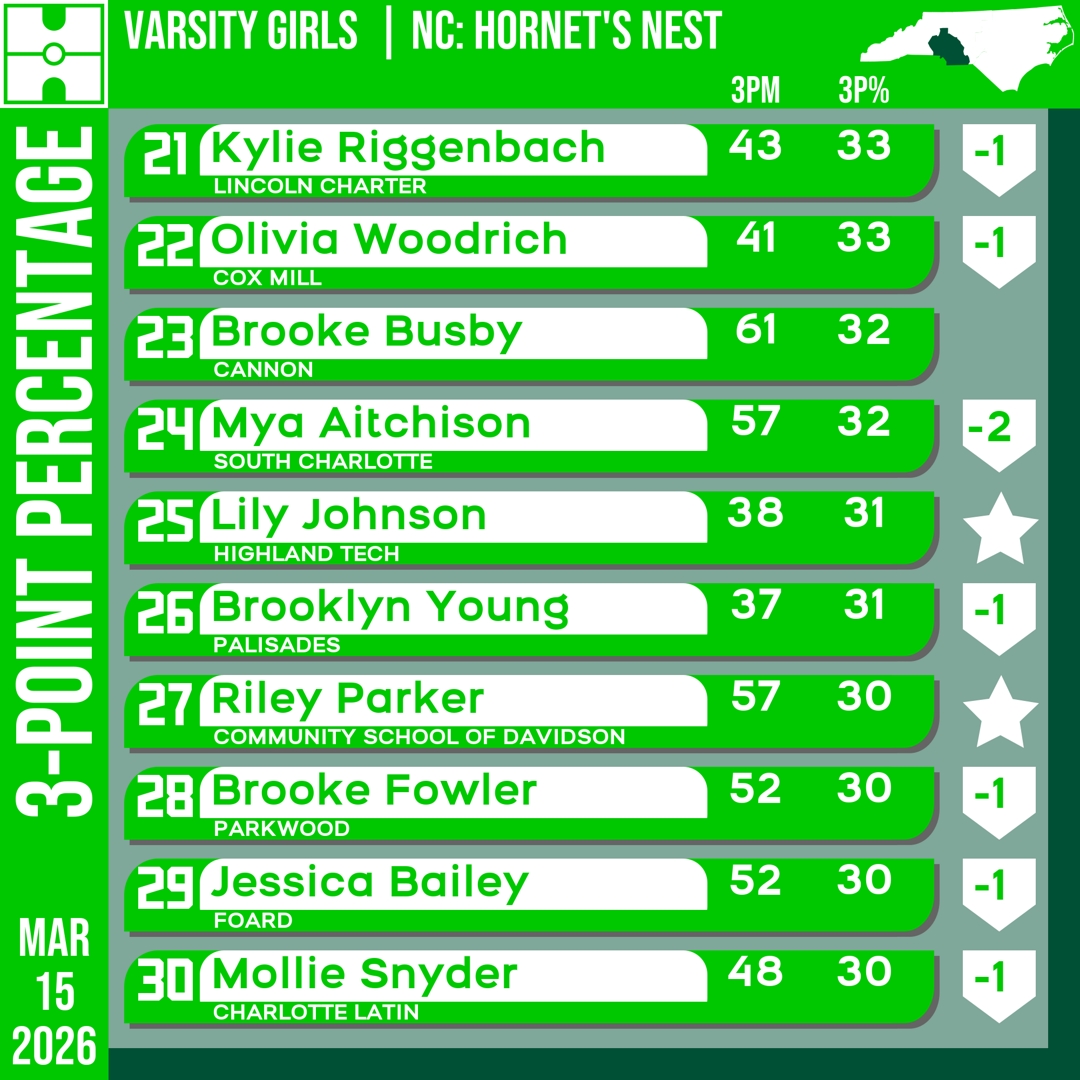 VARSITY GIRLS | NC: HORNET'S NEST
3PM 3P%
3-POINT PERCENTAGE
MAR
15
2026
21 Kylie Riggenbach 43 33 -1
LINCOLN CHARTER
22 Olivia Woodrich 41 33 -1
COX MILL
23 Brooke Busby 61 32
CANNON
24 Mya Aitchison 57 32 -2
SOUTH CHARLOTTE
25 Lily Johnson 38 31
HIGHLAND TECH
26 Brooklyn Young 37 31 -1
PALISADES
27 Riley Parker 57 30
COMMUNITY SCHOOL OF DAVIDSON
28 Brooke Fowler 52 30 -1
PARKWOOD
29 Jessica Bailey 52 30 -1
FOARD
30 Mollie Snyder 48 30 -1
CHARLOTTE LATIN